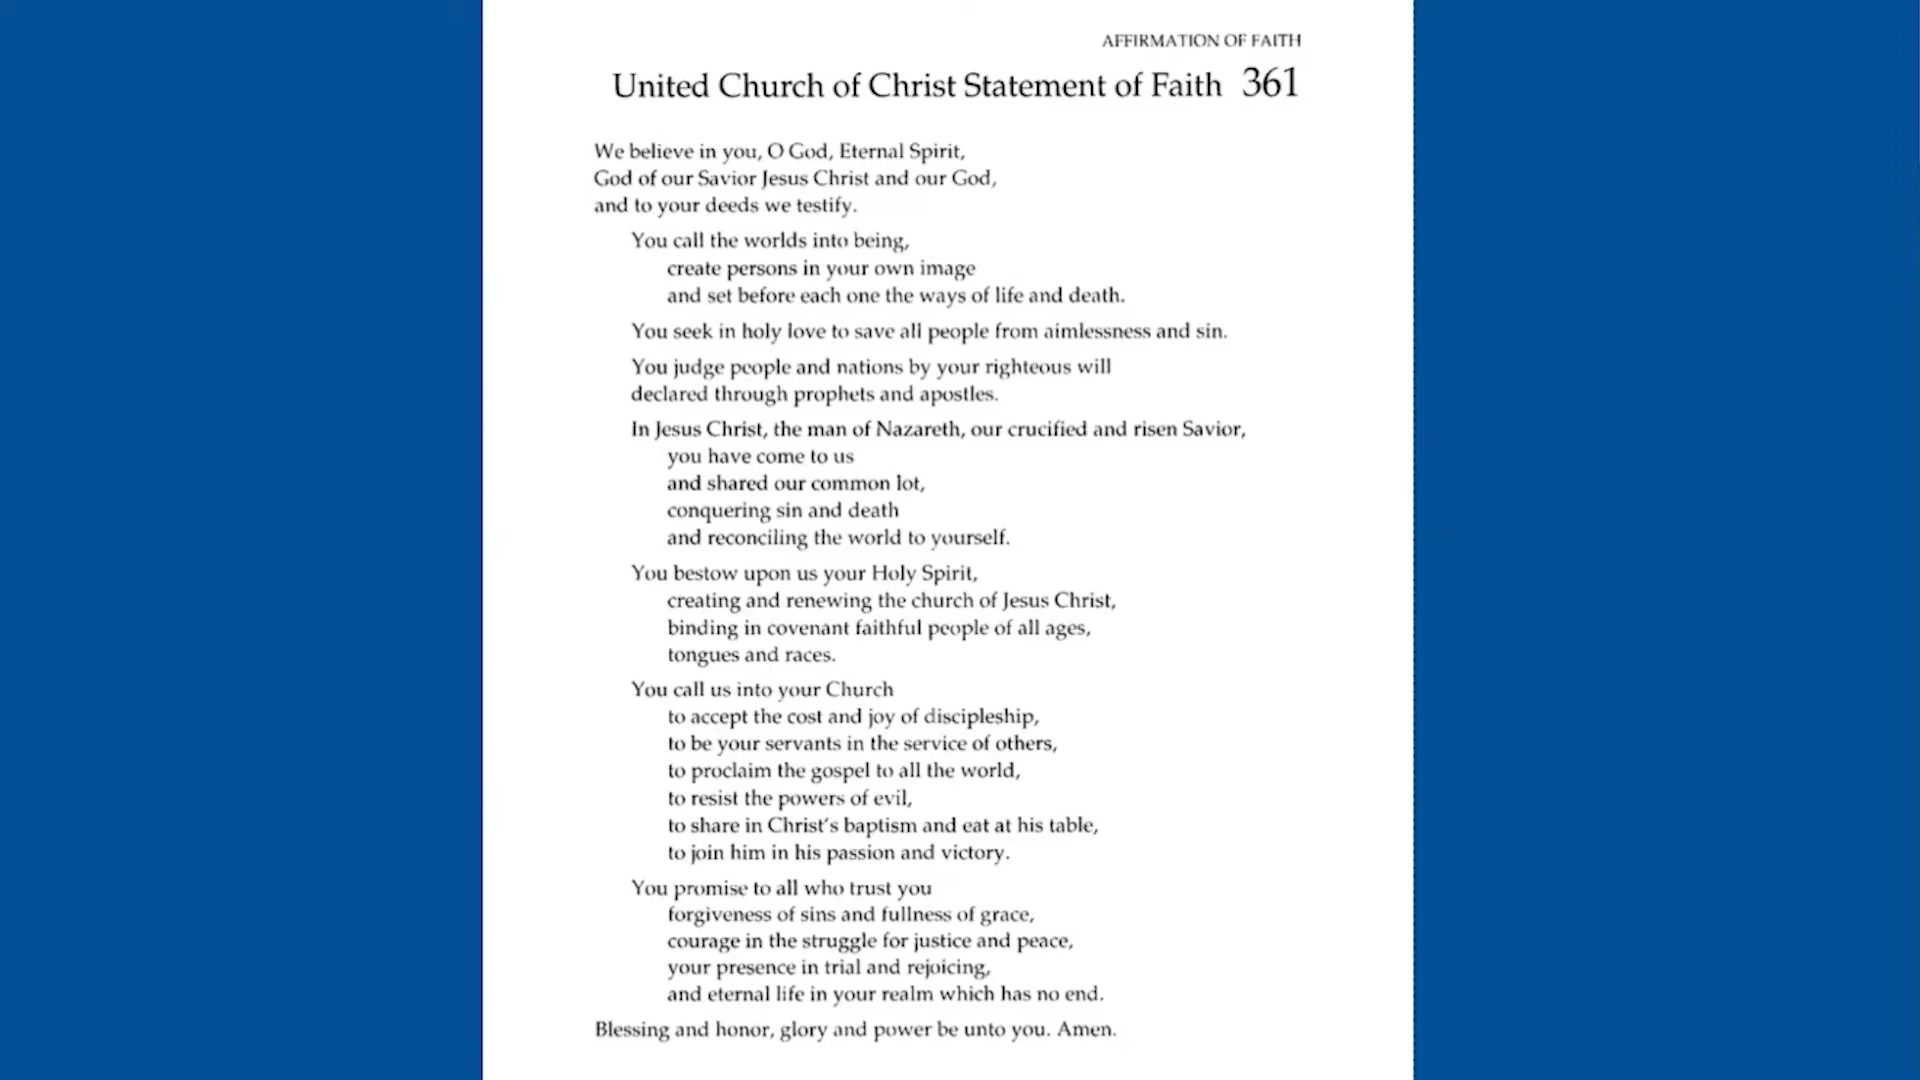 AFFIRMATION OF FAITH
United Church of Christ Statement of Faith 361
We believe in you, O God, Eternal Spirit,
God of our Savior Jesus Christ and our God,
and to your deeds we testify.
You call the worlds into being,
create persons in your own image
and set before each one the ways of life and death.
You seek in holy love to save all people from aimlessness and sin.
You judge people and nations by your righteous will
declared through prophets and apostles.
In Jesus Christ, the man of Nazareth, our crucified and risen Savior,
you have come to us
and shared our common lot,
conquering sin and death
and reconciling the world to yourself.
You bestow upon us your Holy Spirit,
creating and renewing the church of Jesus Christ,
binding in covenant faithful people of all ages,
tongues and races.
You call us into your Church
to accept the cost and joy of discipleship,
to be your servants in the service of others,
to proclaim the gospel to all the world,
to resist the powers of evil,
to share in Christ's baptism and eat at his table,
to join him in his passion and victory.
You promise to all who trust you
forgiveness of sins and fullness of grace,
courage in the struggle for justice and peace,
your presence in trial and rejoicing,
and eternal life in your realm which has no end.
Blessing and honor, glory and power be unto you. Amen.